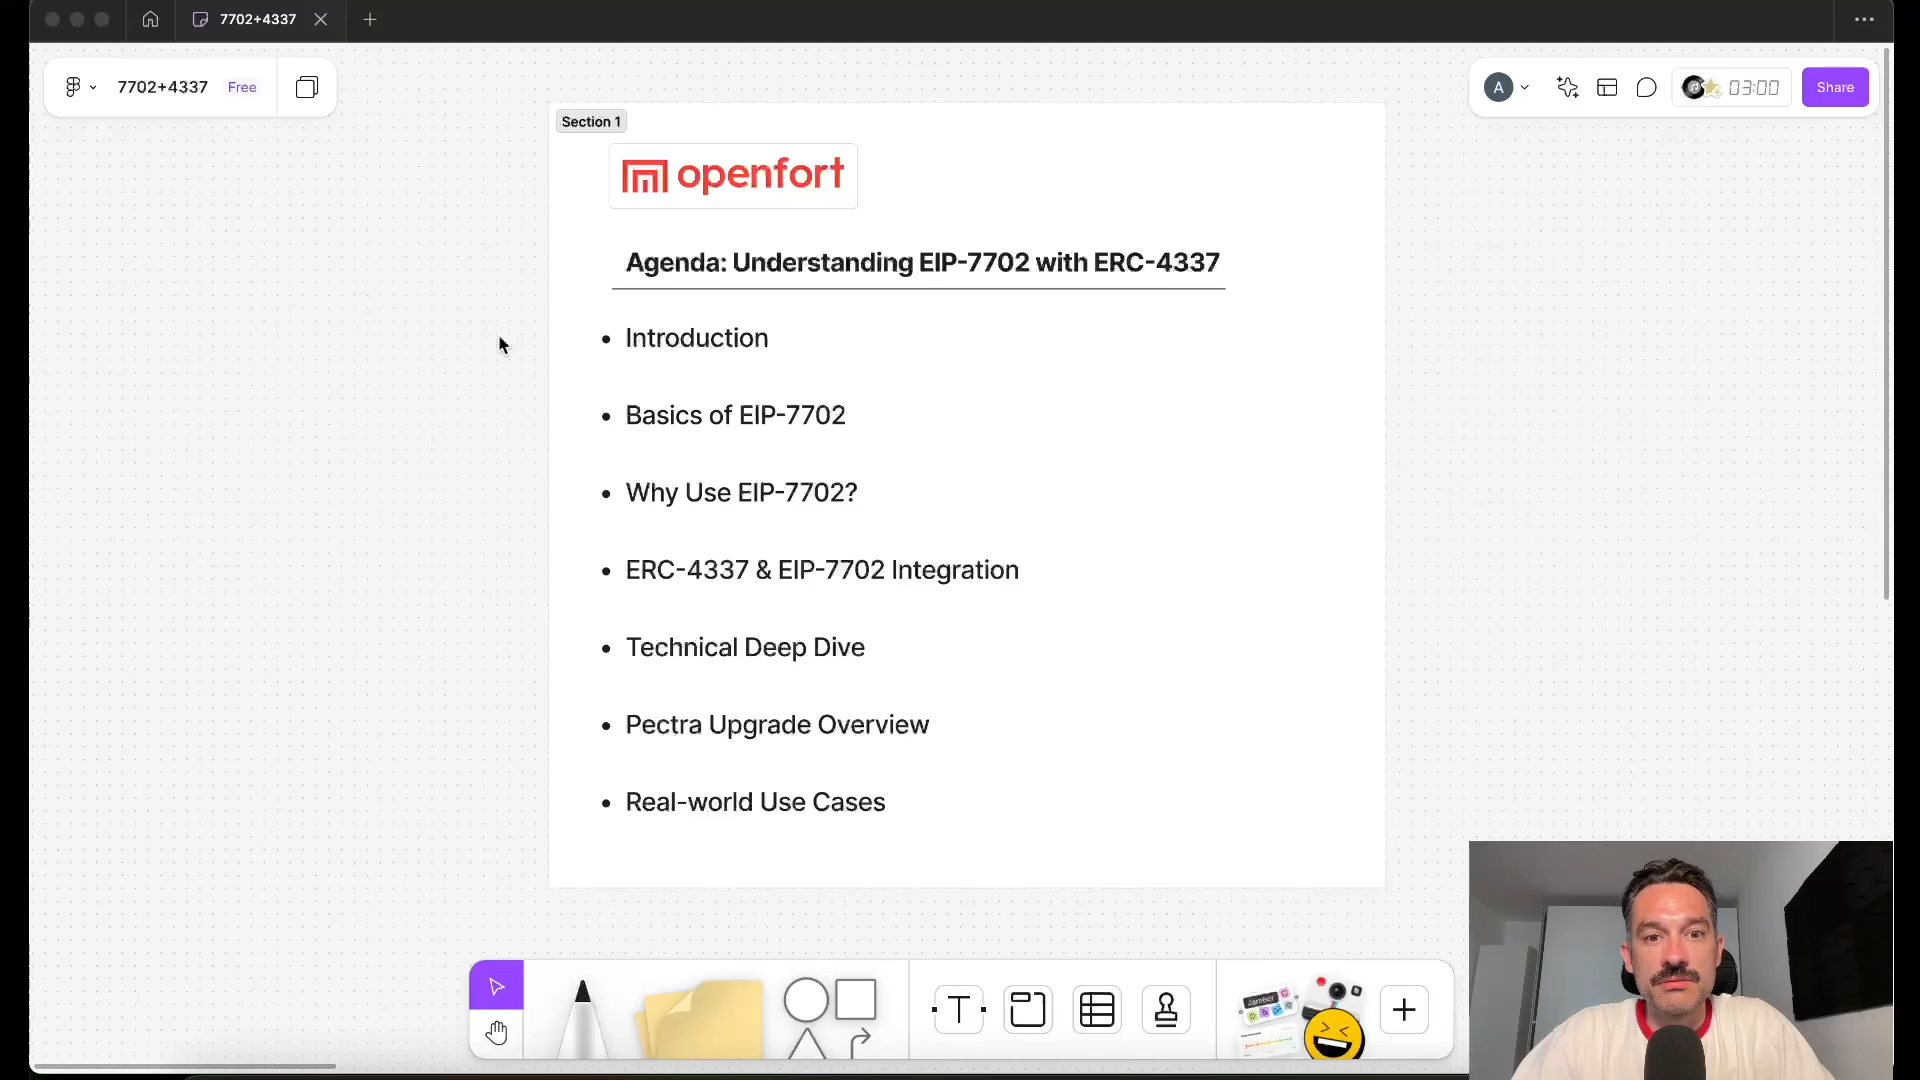 7702+4337
7702+4337 Free
A
03:00
Share
Section 1
openfort
Agenda: Understanding EIP-7702 with ERC-4337
• Introduction
• Basics of EIP-7702
• Why Use EIP-7702?
• ERC-4337 & EIP-7702 Integration
• Technical Deep Dive
• Pectra Upgrade Overview
• Real-world Use Cases
T
Jambot